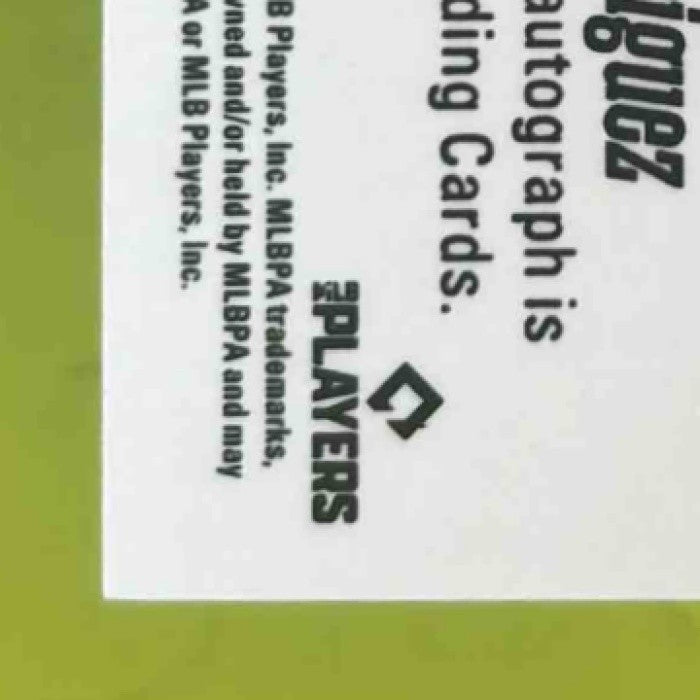 iguez
autograph is
ding Cards.
THE PLAYERS
B Players, Inc. MLBPA trademarks,
wned and/or held by MLBPA and may
A or MLB Players, Inc.